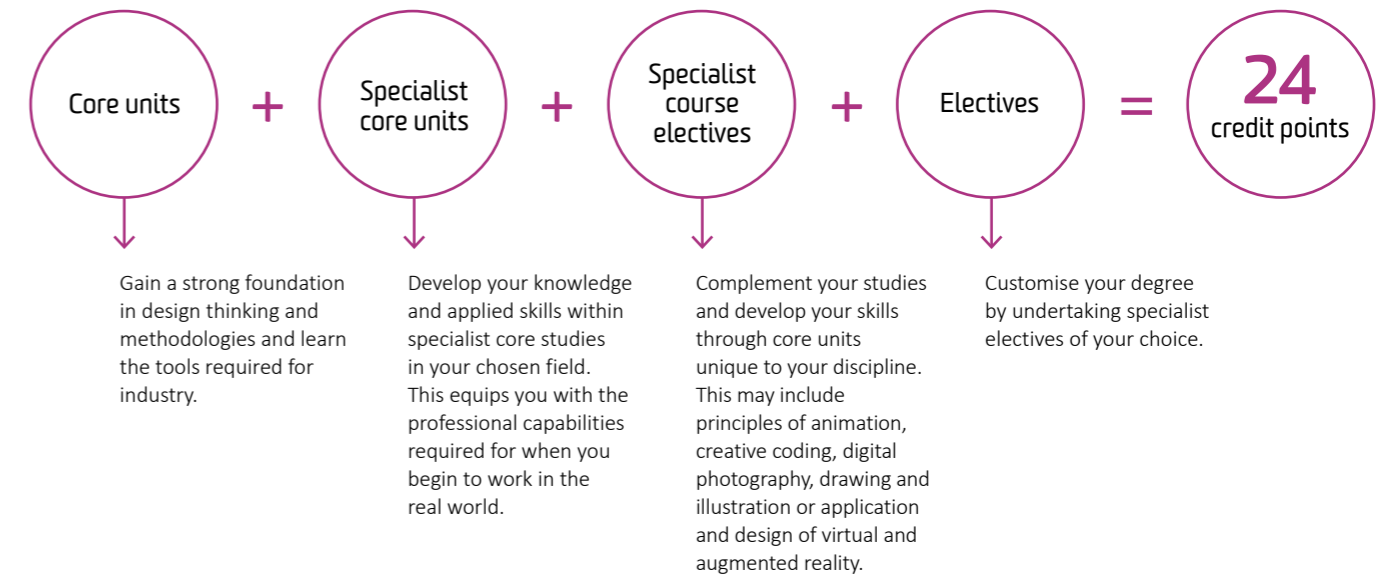 Core units
+
Specialist
core units
+
Specialist
course
electives
+
Electives
=
24
credit points
Gain a strong foundation
in design thinking and
methodologies and learn
the tools required for
industry.
Develop your knowledge
and applied skills within
specialist core studies
in your chosen field.
This equips you with the
professional capabilities
required for when you
begin to work in the
real world.
Complement your studies
and develop your skills
through core units
unique to your discipline.
This may include
principles of animation,
creative coding, digital
photography, drawing and
illustration or application
and design of virtual and
augmented reality.
Customise your degree
by undertaking specialist
electives of your choice.